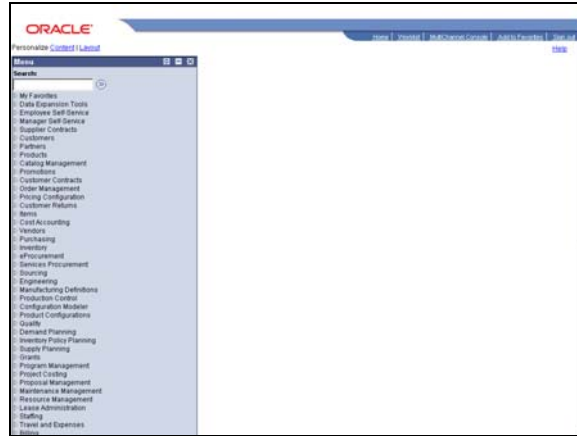 ORACLE
Home | Worklist | MultiChannel Console | Add to Favorites | Sign out
Personalize Content | Layout
Help
Menu
Search:
My Favorites
Data Expansion Tools
Employee Self-Service
Manager Self-Service
Supplier Contracts
Customers
Partners
Products
Catalog Management
Promotions
Customer Contracts
Order Management
Pricing Configuration
Customer Returns
Items
Cost Accounting
Vendors
Purchasing
Inventory
eProcurement
Services Procurement
Sourcing
Engineering
Manufacturing Definitions
Production Control
Configuration Modeler
Product Configurations
Quality
Demand Planning
Inventory Policy Planning
Supply Planning
Grants
Program Management
Project Costing
Proposal Management
Maintenance Management
Resource Management
Lease Administration
Staffing
Travel and Expenses
Billing